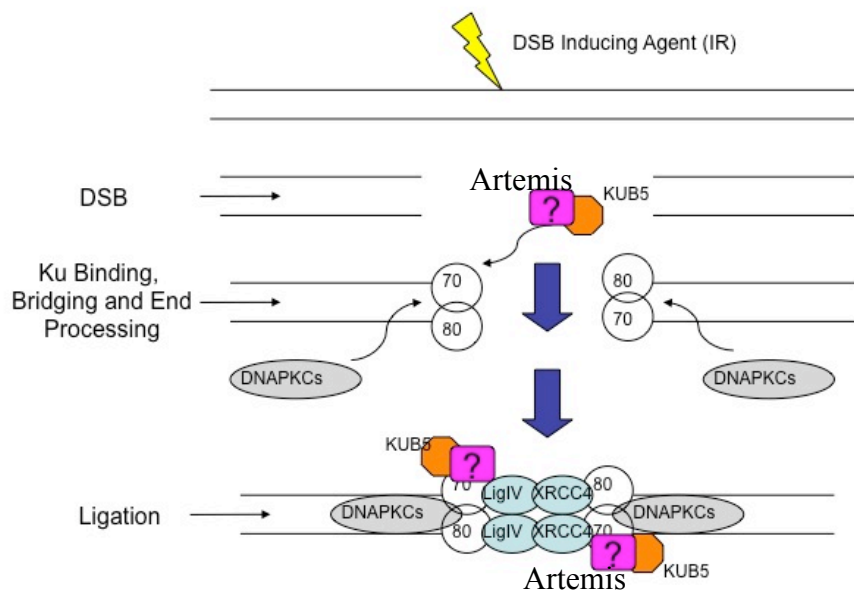 DSB Inducing Agent (IR)
Artemis
DSB
?
KUB5
Ku Binding,
Bridging and End
Processing
70
80
80
70
DNAPKCs
DNAPKCs
KUB5
?
70
80
LigIV
XRCC4
Ligation
DNAPKCs
DNAPKCs
80
LigIV
XRCC4
70
?
KUB5
Artemis